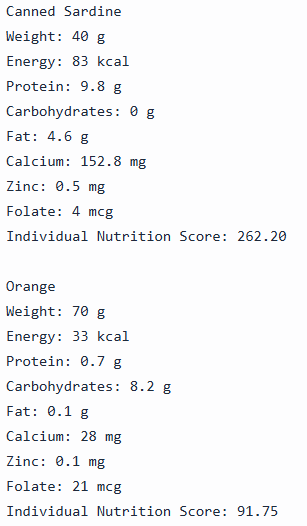 Canned Sardine
Weight: 40 g
Energy: 83 kcal
Protein: 9.8 g
Carbohydrates: 0 g
Fat: 4.6 g
Calcium: 152.8 mg
Zinc: 0.5 mg
Folate: 4 mcg
Individual Nutrition Score: 262.20

Orange
Weight: 70 g
Energy: 33 kcal
Protein: 0.7 g
Carbohydrates: 8.2 g
Fat: 0.1 g
Calcium: 28 mg
Zinc: 0.1 mg
Folate: 21 mcg
Individual Nutrition Score: 91.75